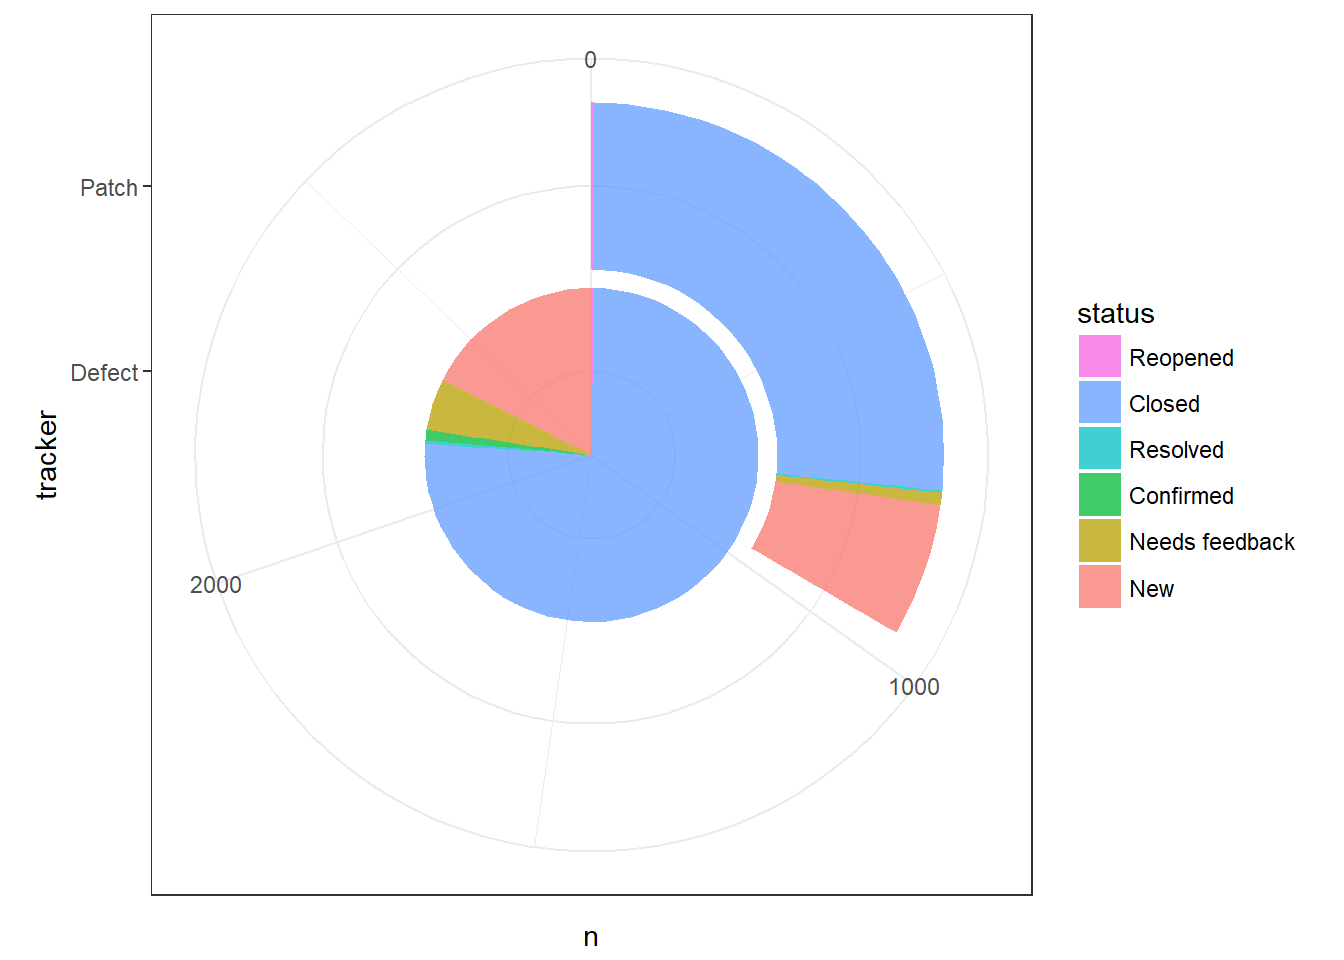 0
Patch
Defect
tracker
2000
1000
n
status
Reopened
Closed
Resolved
Confirmed
Needs feedback
New